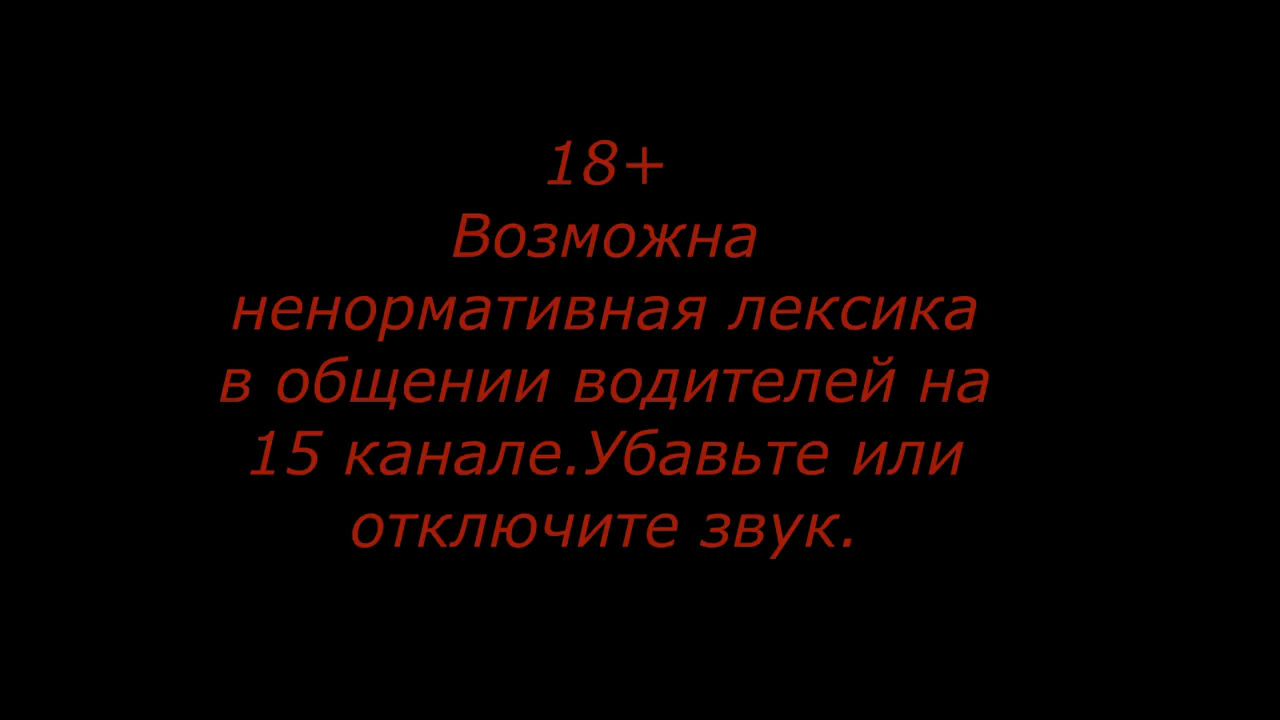 18+
Возможна
ненормативная лексика
в общении водителей на
15 канале.Убавьте или
отключите звук.